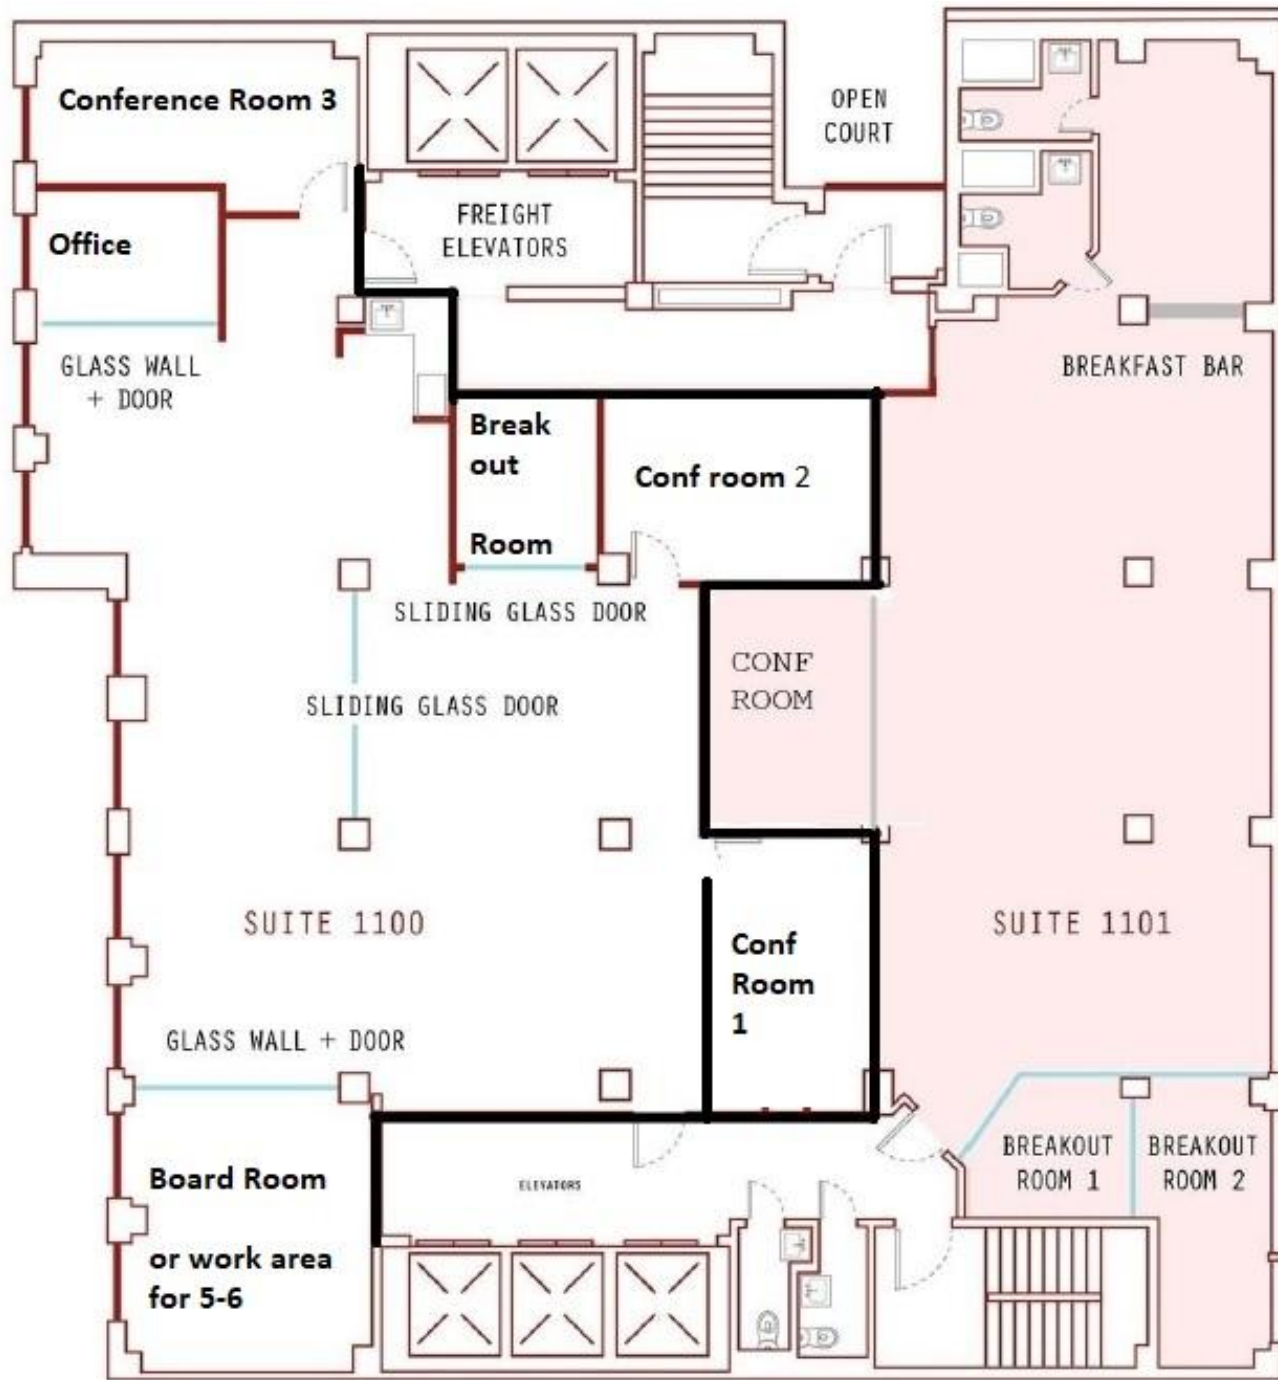 Conference Room 3
OPEN
COURT
FREIGHT
ELEVATORS
Office
GLASS WALL
+ DOOR
BREAKFAST BAR
Break
out
Room
Conf room 2
SLIDING GLASS DOOR
CONF
ROOM
SLIDING GLASS DOOR
SUITE 1100
SUITE 1101
Conf
Room
1
GLASS WALL + DOOR
BREAKOUT
ROOM 1
BREAKOUT
ROOM 2
Board Room
or work area
for 5-6
ELEVATORS